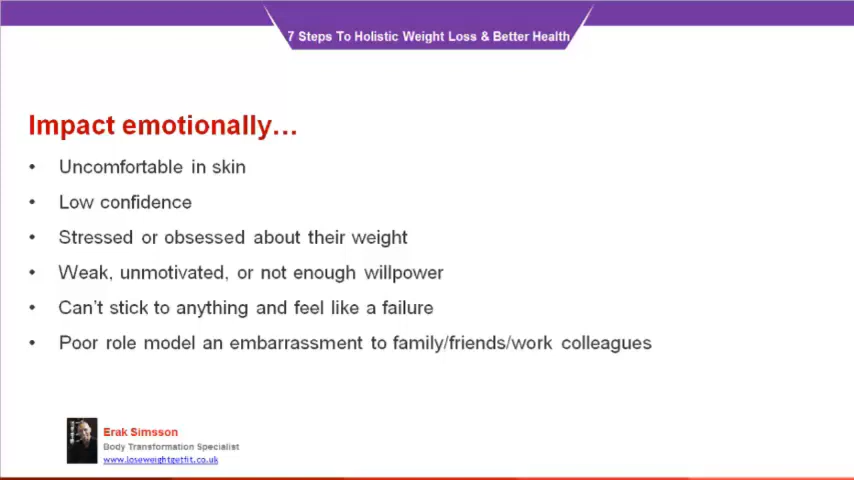 7 Steps To Holistic Weight Loss & Better Health
Impact emotionally…
• Uncomfortable in skin
• Low confidence
• Stressed or obsessed about their weight
• Weak, unmotivated, or not enough willpower
• Can't stick to anything and feel like a failure
• Poor role model an embarrassment to family/friends/work colleagues
Erak Simsson
Body Transformation Specialist
www.loseweightgetfit.co.uk